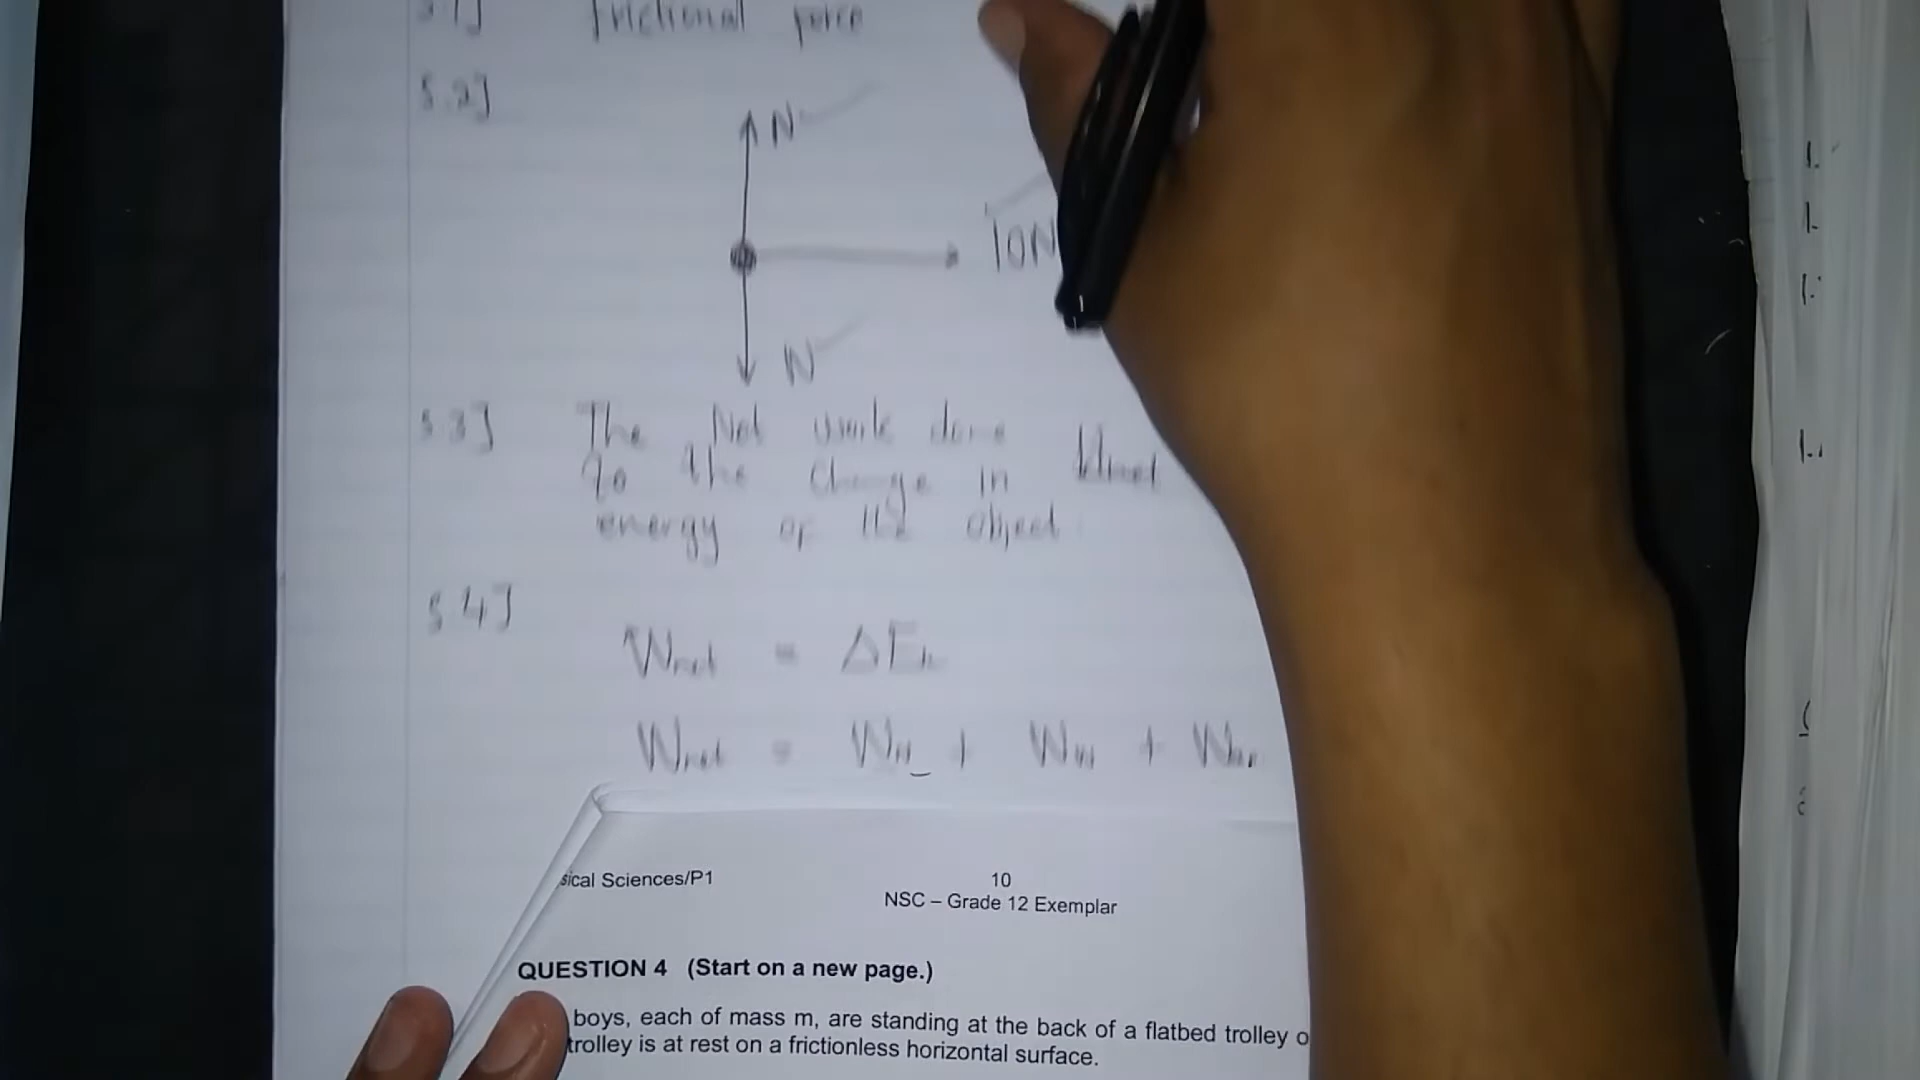 frictional force
5.2]
N
10N
W
5.3] The Net work done
to the change in kinet
energy of the object.
5.4]
Wnet = ΔEk
Wnet = W + W + W
sical Sciences/P1
10
NSC – Grade 12 Exemplar
QUESTION 4 (Start on a new page.)
boys, each of mass m, are standing at the back of a flatbed trolley o
trolley is at rest on a frictionless horizontal surface.